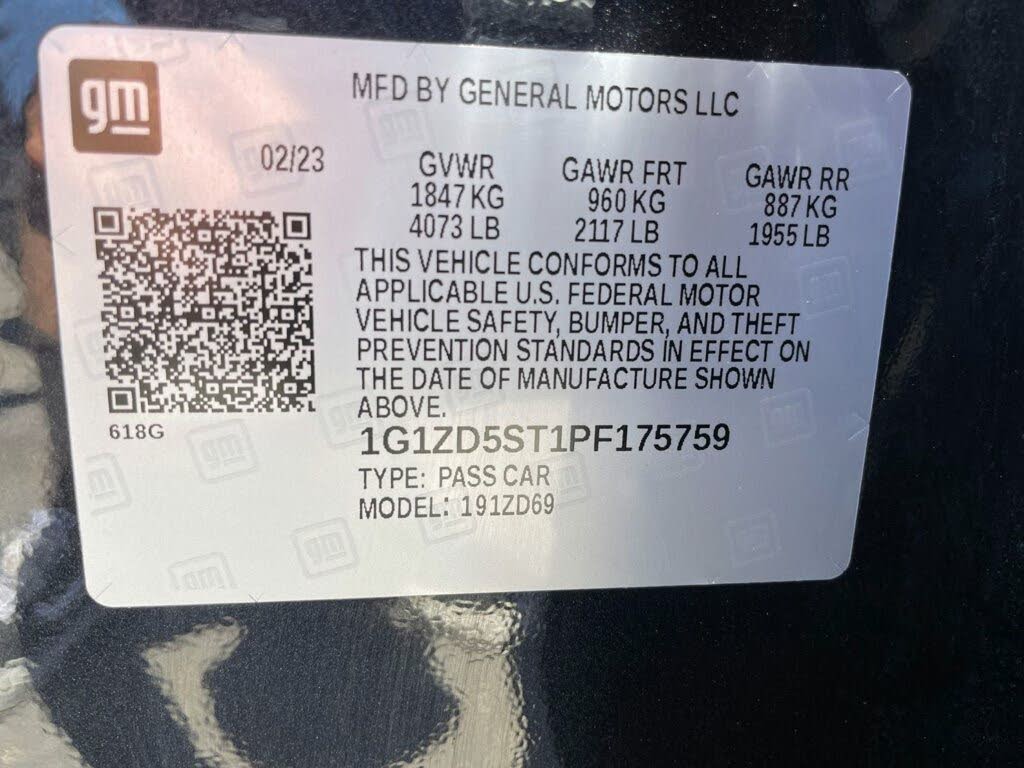 gm
MFD BY GENERAL MOTORS LLC
02/23
GVWR GAWR FRT GAWR RR
1847 KG 960 KG 887 KG
4073 LB 2117 LB 1955 LB
THIS VEHICLE CONFORMS TO ALL
APPLICABLE U.S. FEDERAL MOTOR
VEHICLE SAFETY, BUMPER, AND THEFT
PREVENTION STANDARDS IN EFFECT ON
THE DATE OF MANUFACTURE SHOWN
ABOVE.
618G
1G1ZD5ST1PF175759
TYPE: PASS CAR
MODEL: 191ZD69